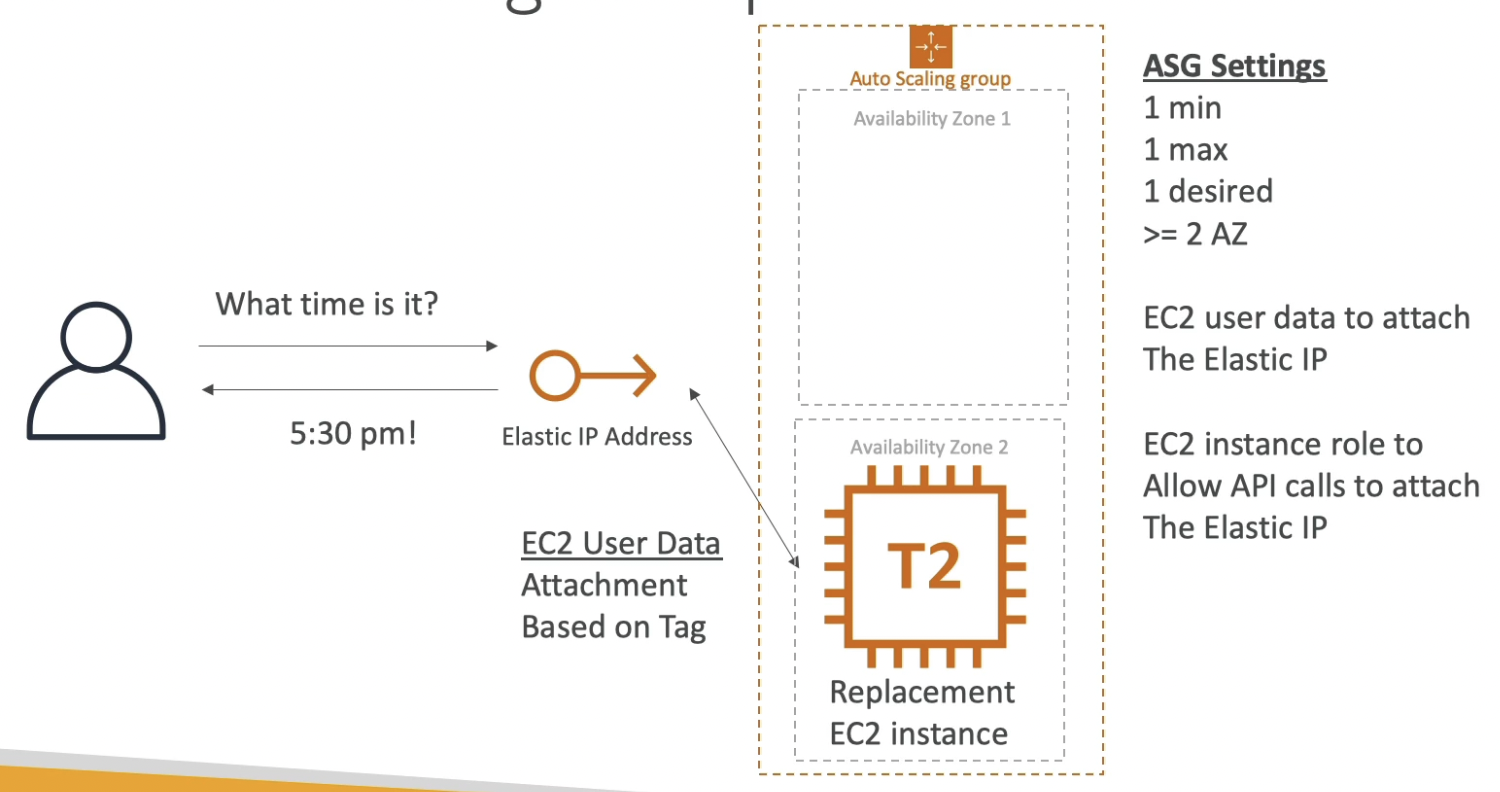 Auto Scaling group
Availability Zone 1
ASG Settings
1 min
1 max
1 desired
>= 2 AZ
What time is it?
EC2 user data to attach
The Elastic IP
5:30 pm!
Elastic IP Address
Availability Zone 2
EC2 instance role to
Allow API calls to attach
The Elastic IP
EC2 User Data
Attachment
Based on Tag
T2
Replacement
EC2 instance